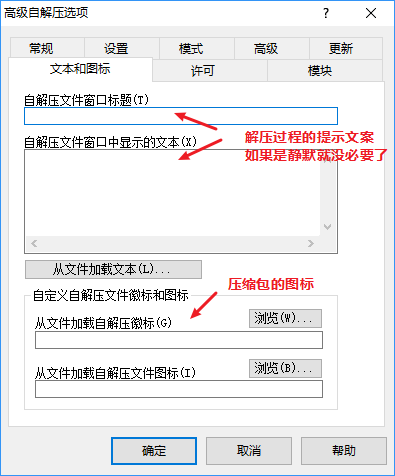 高级自解压选项
常规 设置 模式 高级 更新
文本和图标 许可 模块
自解压文件窗口标题(T)
解压过程的提示文案
自解压文件窗口中显示的文本(X)
如果是静默就没必要了
从文件加载文本(L)...
压缩包的图标
自定义自解压文件徽标和图标
从文件加载自解压徽标(G) 浏览(W)...
从文件加载自解压文件图标(I) 浏览(B)...
确定 取消 帮助